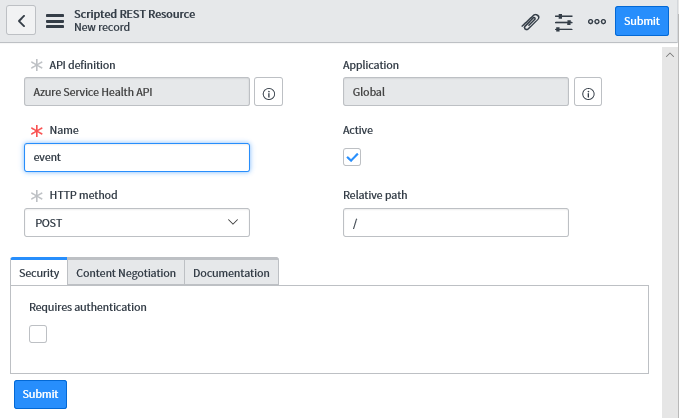 Scripted REST Resource
New record
Submit
API definition
Application
Azure Service Health API
Global
Name
Active
event
HTTP method
Relative path
POST
/
Security
Content Negotiation
Documentation
Requires authentication
Submit